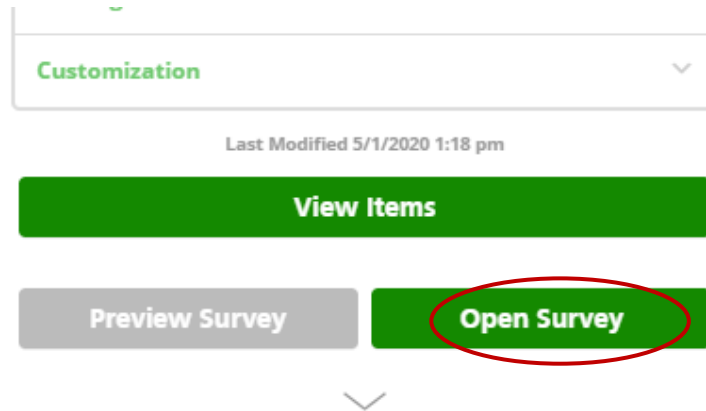 Customization
Last Modified 5/1/2020 1:18 pm
View Items
Preview Survey
Open Survey